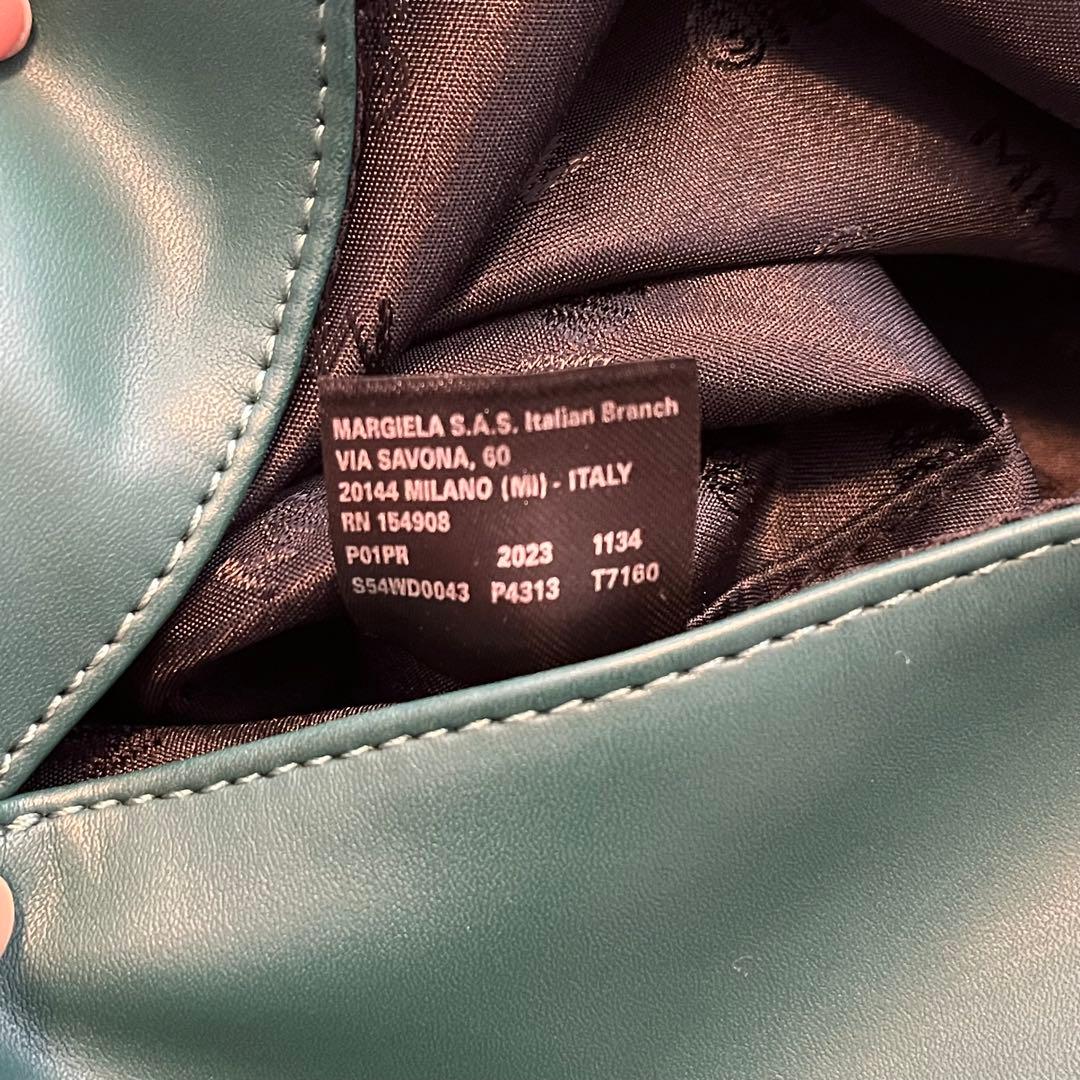 MARGIELA S.A.S. Italian Branch
VIA SAVONA, 60
20144 MILANO (MI) - ITALY
RN 154908
P01PR 2023 1134
S54WD0043 P4313 T7160